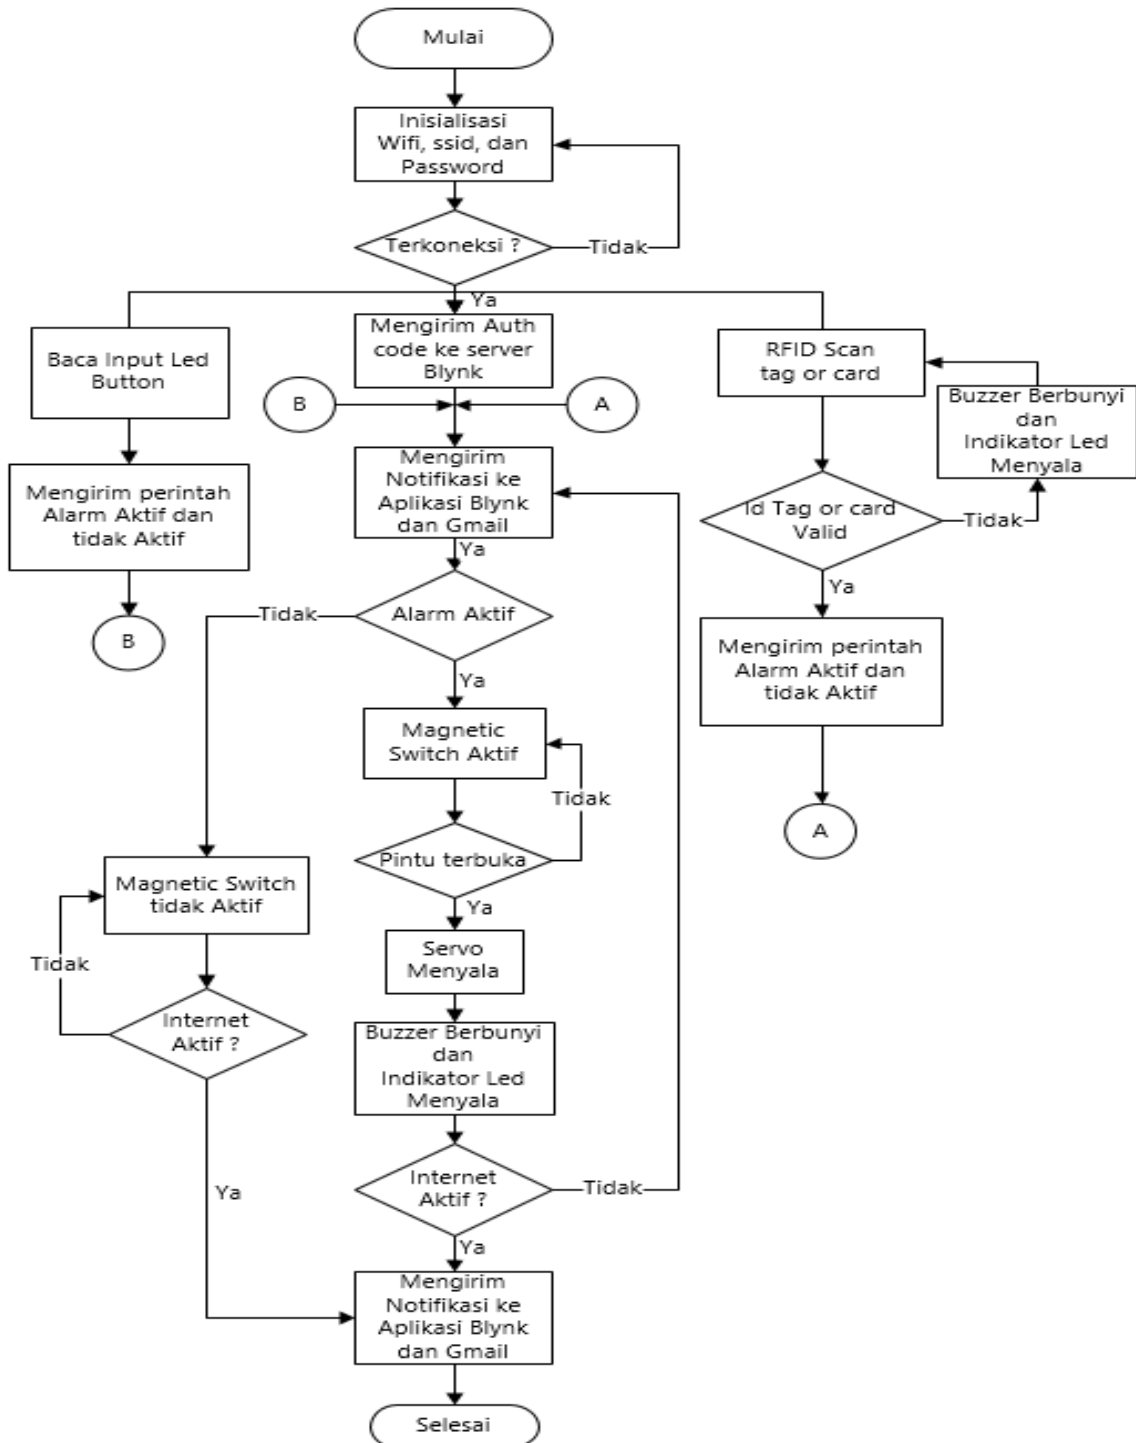 Mulai
Inisialisasi
Wifi, ssid, dan
Password
Terkoneksi ?
Tidak
Ya
Baca Input Led
Button
Mengirim Auth
code ke server
Blynk
RFID Scan
tag or card
Buzzer Berbunyi
dan
Indikator Led
Menyala
B
A
Mengirim perintah
Alarm Aktif dan
tidak Aktif
Mengirim
Notifikasi ke
Aplikasi Blynk
dan Gmail
Id Tag or card
Valid
Tidak
Ya
Ya
B
Tidak
Alarm Aktif
Ya
Mengirim perintah
Alarm Aktif dan
tidak Aktif
Magnetic
Switch Aktif
Tidak
A
Pintu terbuka
Ya
Magnetic Switch
tidak Aktif
Tidak
Servo
Menyala
Internet
Aktif ?
Buzzer Berbunyi
dan
Indikator Led
Menyala
Ya
Internet
Aktif ?
Tidak
Ya
Mengirim
Notifikasi ke
Aplikasi Blynk
dan Gmail
Selesai